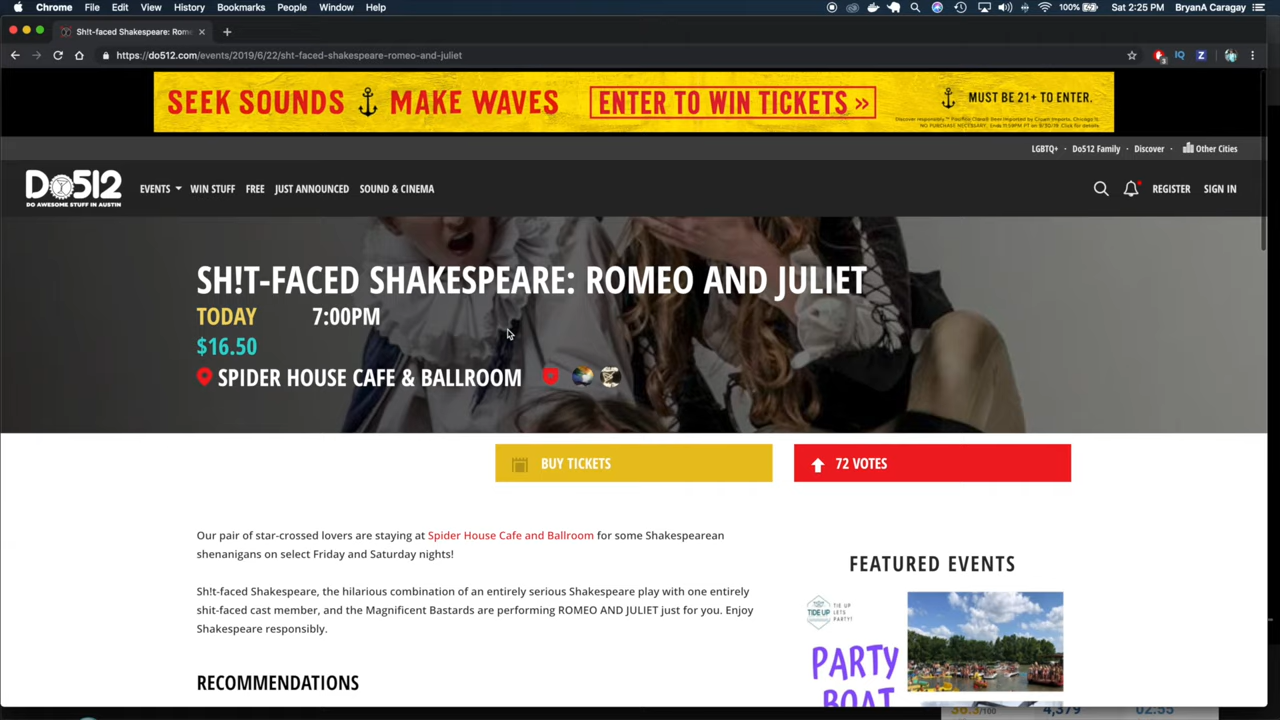 Chrome File Edit View History Bookmarks People Window Help 100% Sat 2:25 PM BryanA Caragay
Sh!t-faced Shakespeare: Rome
https://do512.com/events/2019/6/22/sht-faced-shakespeare-romeo-and-juliet
SEEK SOUNDS MAKE WAVES ENTER TO WIN TICKETS » MUST BE 21+ TO ENTER.
LGBTQ+ · Do512 Family · Discover · Other Cities
Do512
DO AWESOME STUFF IN AUSTIN
EVENTS WIN STUFF FREE JUST ANNOUNCED SOUND & CINEMA REGISTER SIGN IN
SH!T-FACED SHAKESPEARE: ROMEO AND JULIET
TODAY 7:00PM
$16.50
SPIDER HOUSE CAFE & BALLROOM
BUY TICKETS 72 VOTES
Our pair of star-crossed lovers are staying at Spider House Cafe and Ballroom for some Shakespearean
shenanigans on select Friday and Saturday nights!
Sh!t-faced Shakespeare, the hilarious combination of an entirely serious Shakespeare play with one entirely
shit-faced cast member, and the Magnificent Bastards are performing ROMEO AND JULIET just for you. Enjoy
Shakespeare responsibly.
RECOMMENDATIONS
FEATURED EVENTS
TIDE UP
TIE UP
LETS
PARTY!
PARTY
BOAT